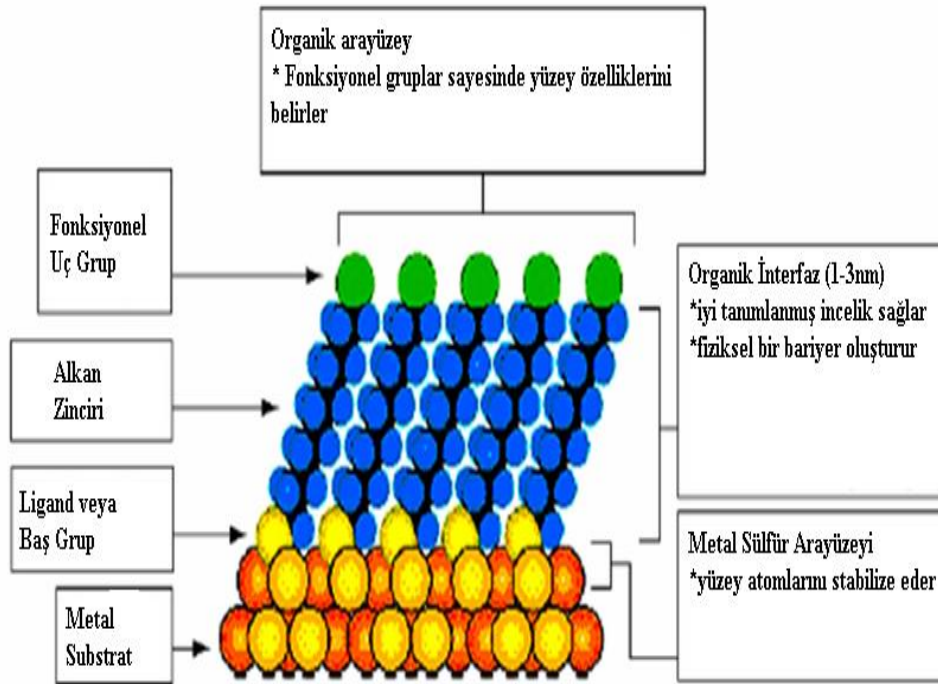 Organik arayüzey
* Fonksiyonel gruplar sayesinde yüzey özelliklerini
belirler
Fonksiyonel
Uç Grup
Alkan
Zinciri
Ligand veya
Baş Grup
Metal
Substrat
Organik İnterfaz (1-3nm)
*iyi tanımlanmış incelik sağlar
*fiziksel bir bariyer oluşturur
Metal Sülfür Arayüzeyi
*yüzey atomlarını stabilize eder